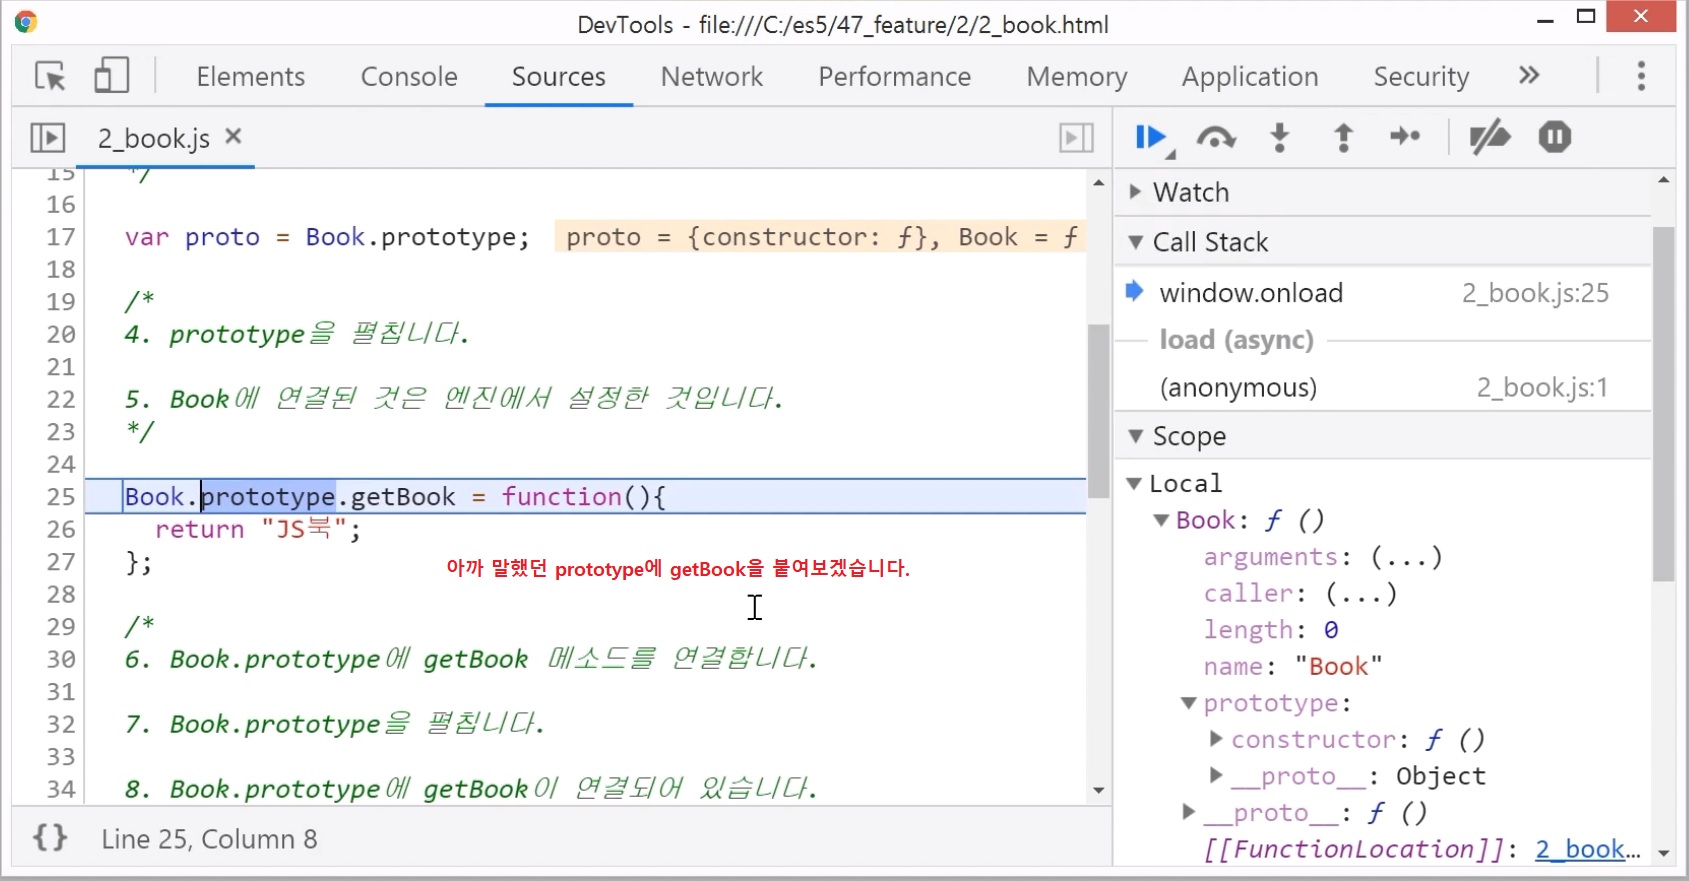 DevTools - file:///C:/es5/47_feature/2/2_book.html
Elements Console Sources Network Performance Memory Application Security »
2_book.js ×
15 */
16
17 var proto = Book.prototype; proto = {constructor: ƒ}, Book = ƒ
18
19 /*
20 4. prototype을 펼칩니다.
21
22 5. Book에 연결된 것은 엔진에서 설정한 것입니다.
23 */
24
25 Book.prototype.getBook = function(){
26 return "JS북";
27 };
아까 말했던 prototype에 getBook을 붙여보겠습니다.
28
29 /*
30 6. Book.prototype에 getBook 메소드를 연결합니다.
31
32 7. Book.prototype을 펼칩니다.
33
34 8. Book.prototype에 getBook이 연결되어 있습니다.
{} Line 25, Column 8
Watch
Call Stack
window.onload 2_book.js:25
load (async)
(anonymous) 2_book.js:1
Scope
Local
Book: ƒ ()
arguments: (...)
caller: (...)
length: 0
name: "Book"
prototype:
constructor: ƒ ()
__proto__: Object
__proto__: ƒ ()
[[FunctionLocation]]: 2_book…